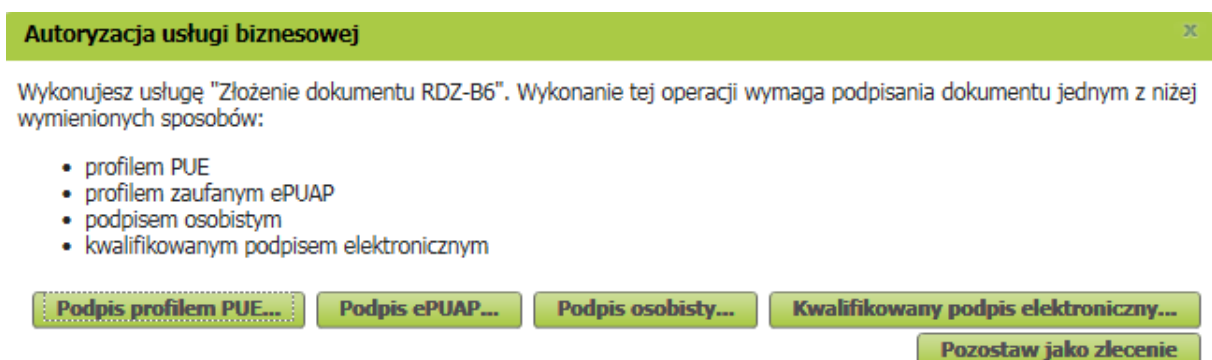 Autoryzacja usługi biznesowej x
Wykonujesz usługę "Złożenie dokumentu RDZ-B6". Wykonanie tej operacji wymaga podpisania dokumentu jednym z niżej
wymienionych sposobów:
• profilem PUE
• profilem zaufanym ePUAP
• podpisem osobistym
• kwalifikowanym podpisem elektronicznym
Podpis profilem PUE... Podpis ePUAP... Podpis osobisty... Kwalifikowany podpis elektroniczny...
Pozostaw jako zlecenie